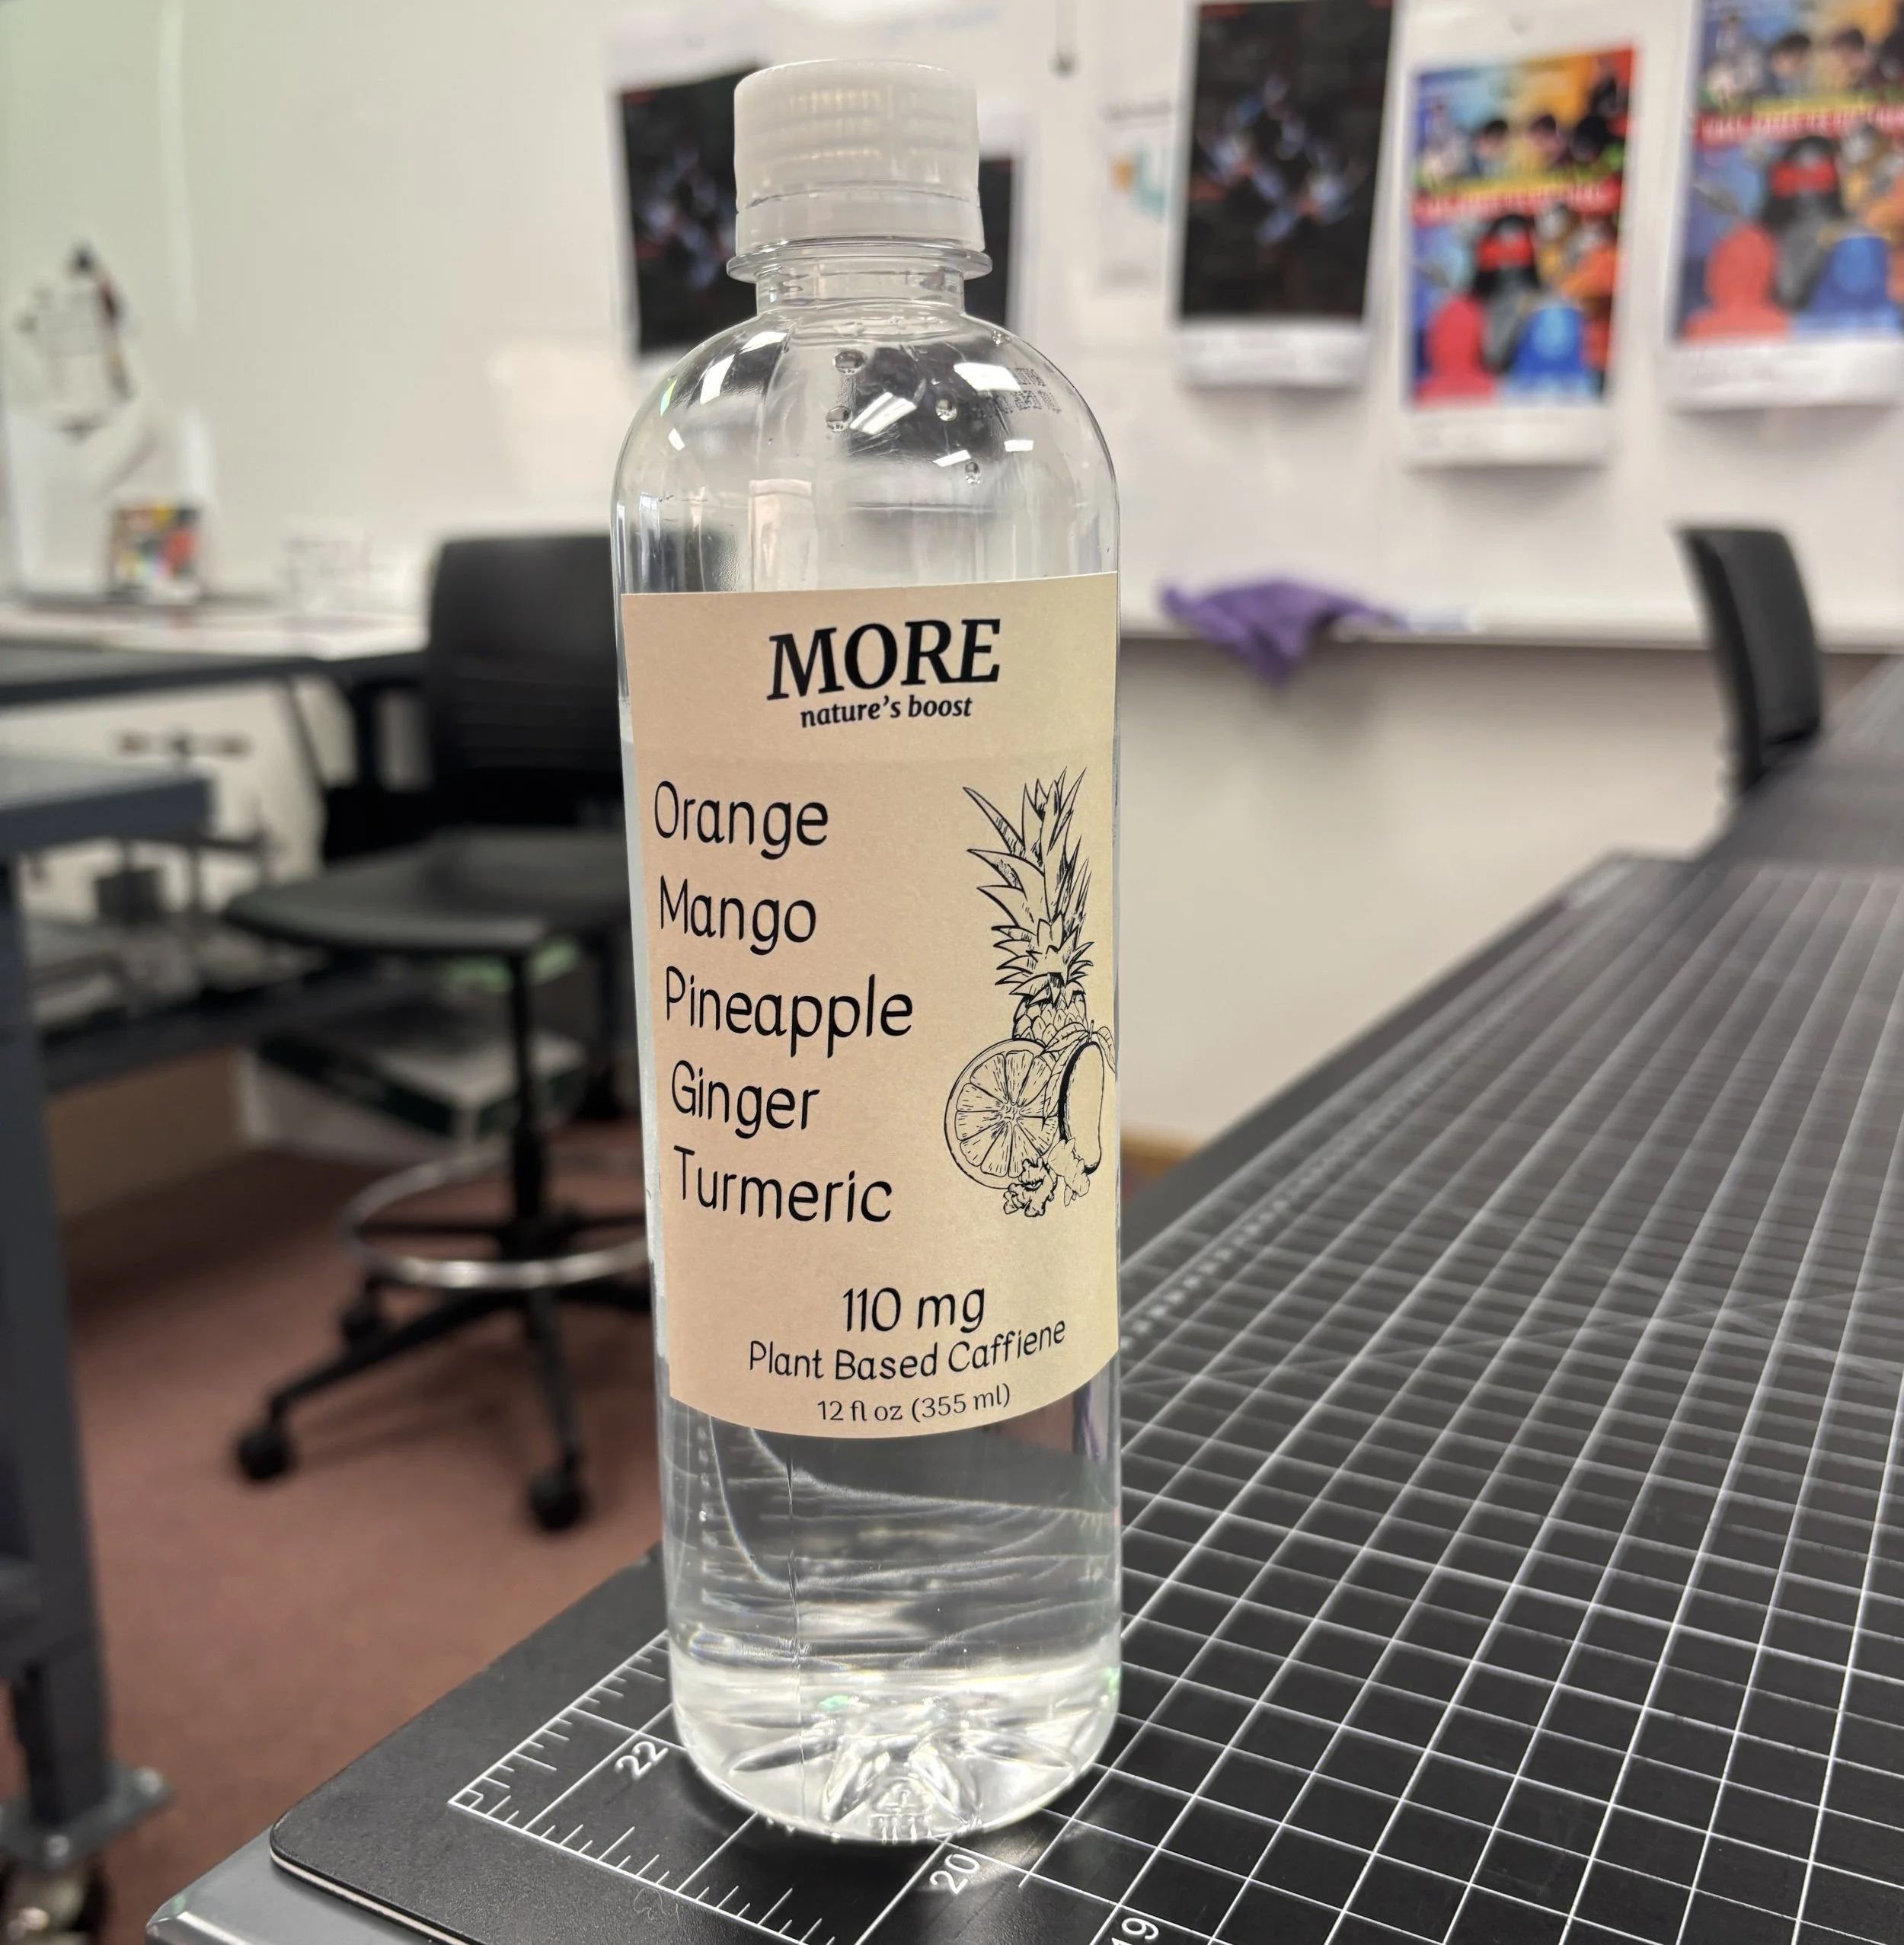 MORE
nature's boost
Orange
Mango
Pineapple
Ginger
Turmeric
110 mg
Plant Based Caffiene
12 fl oz (355 ml)
22
20
19